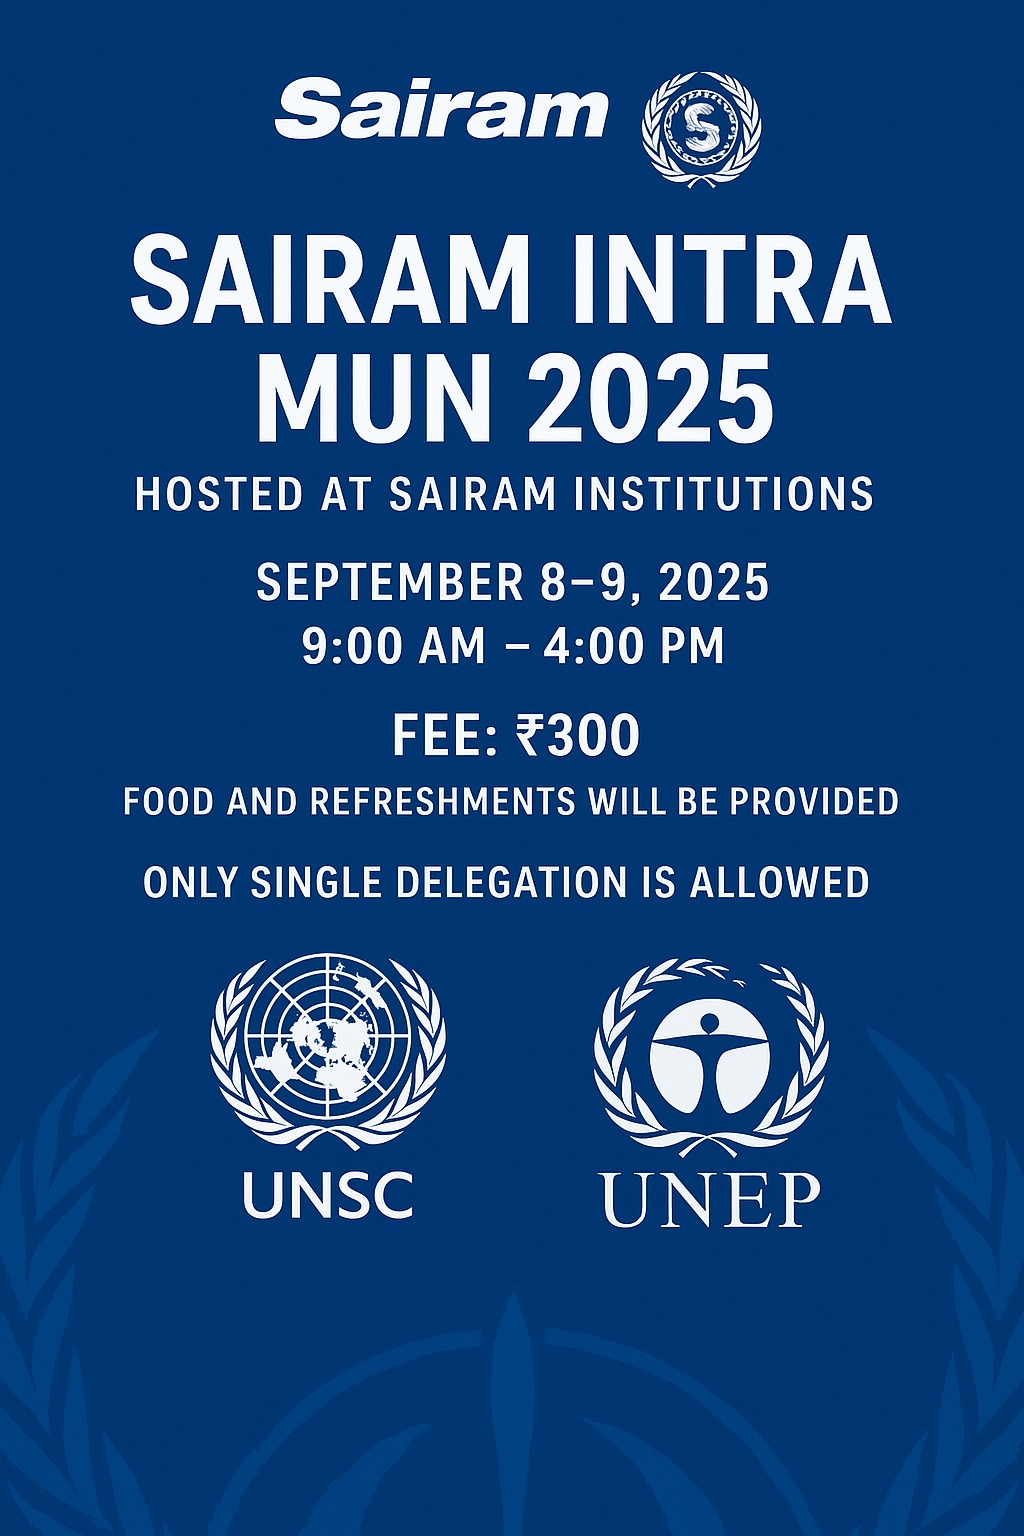 Sairam
S
SAIRAM INTRA
MUN 2025
HOSTED AT SAIRAM INSTITUTIONS
SEPTEMBER 8–9, 2025
9:00 AM – 4:00 PM
FEE: ₹300
FOOD AND REFRESHMENTS WILL BE PROVIDED
ONLY SINGLE DELEGATION IS ALLOWED
UNSC
UNEP